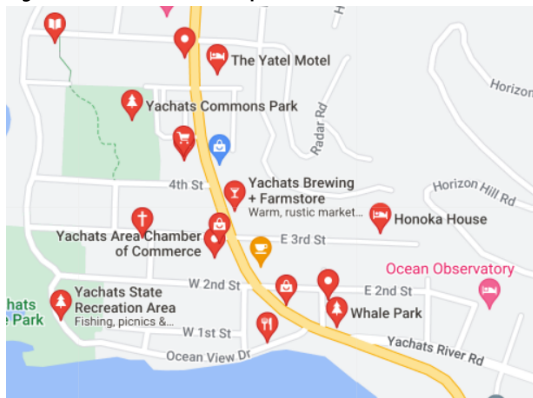 The Yatel Motel
Horizon
Yachats Commons Park
Radar Rd
4th St
Yachats Brewing
+ Farmstore
Warm, rustic market...
Horizon Hill Rd
Honoka House
Yachats Area Chamber
of Commerce
E 3rd St
Ocean Observatory
W 2nd St
E 2nd St
Yachats State
Recreation Area
Fishing, picnics &...
hats
e Park
Whale Park
W 1st St
Ocean View Dr
Yachats River Rd